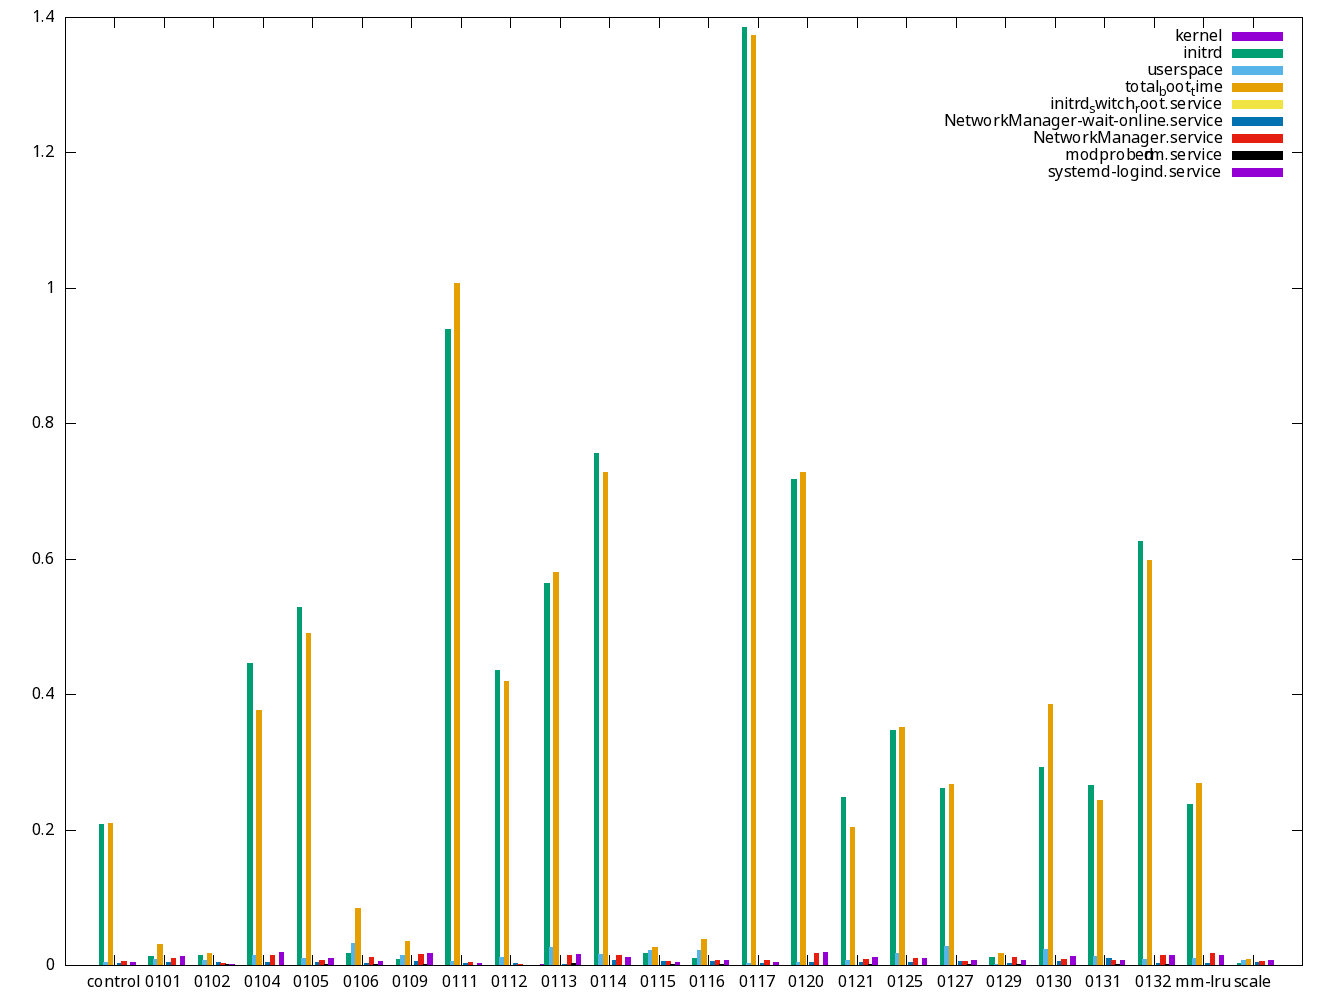 1.4
kernel
initrd
userspace
total_boot_time
initrd_switch_root.service
NetworkManager-wait-online.service
NetworkManager.service
modprobe dm.service
systemd-logind.service
1.2
1
0.8
0.6
0.4
0.2
0
control 0101 0102 0104 0105 0106 0109 0111 0112 0113 0114 0115 0116 0117 0120 0121 0125 0127 0129 0130 0131 0132 mm-lru scale